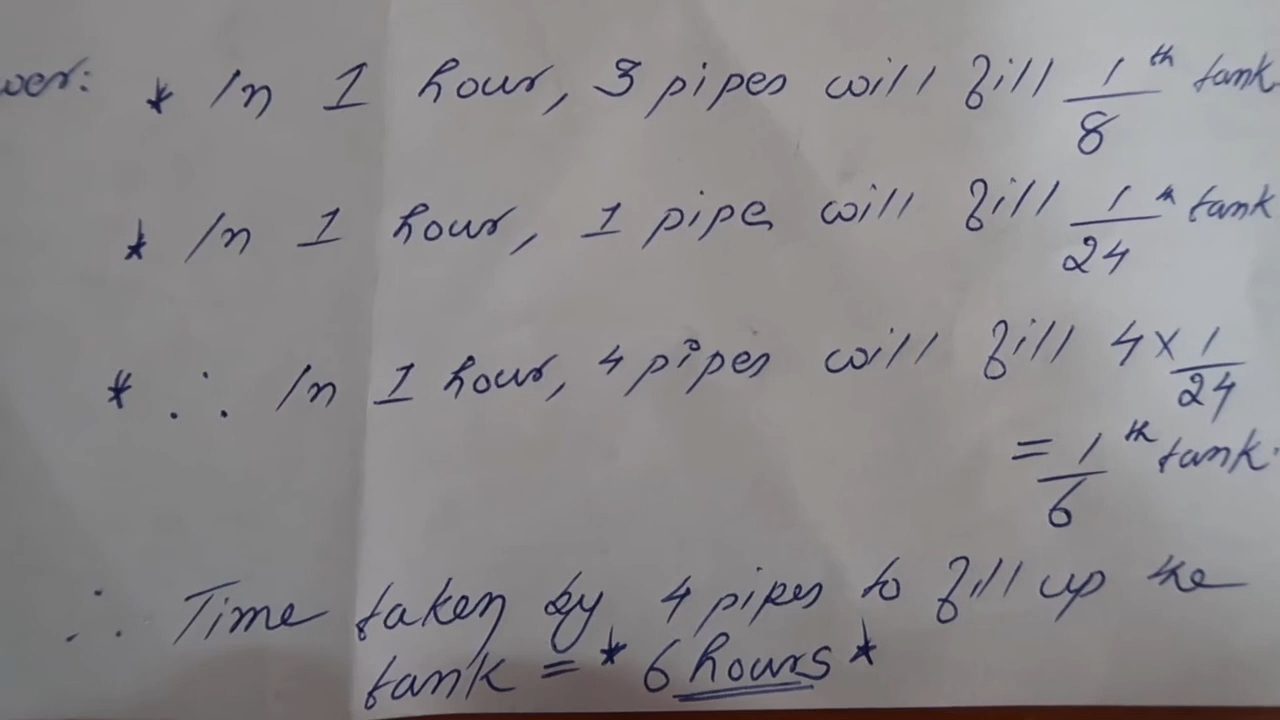 wer: * In 1 hour, 3 pipes will fill 1/8 th tank
* In 1 hour, 1 pipe will fill 1/24 th tank
* ∴ In 1 hour, 4 pipes will fill 4 × 1/24
= 1/6 th tank.
∴ Time taken by 4 pipes to fill up the
tank = * 6 hours *